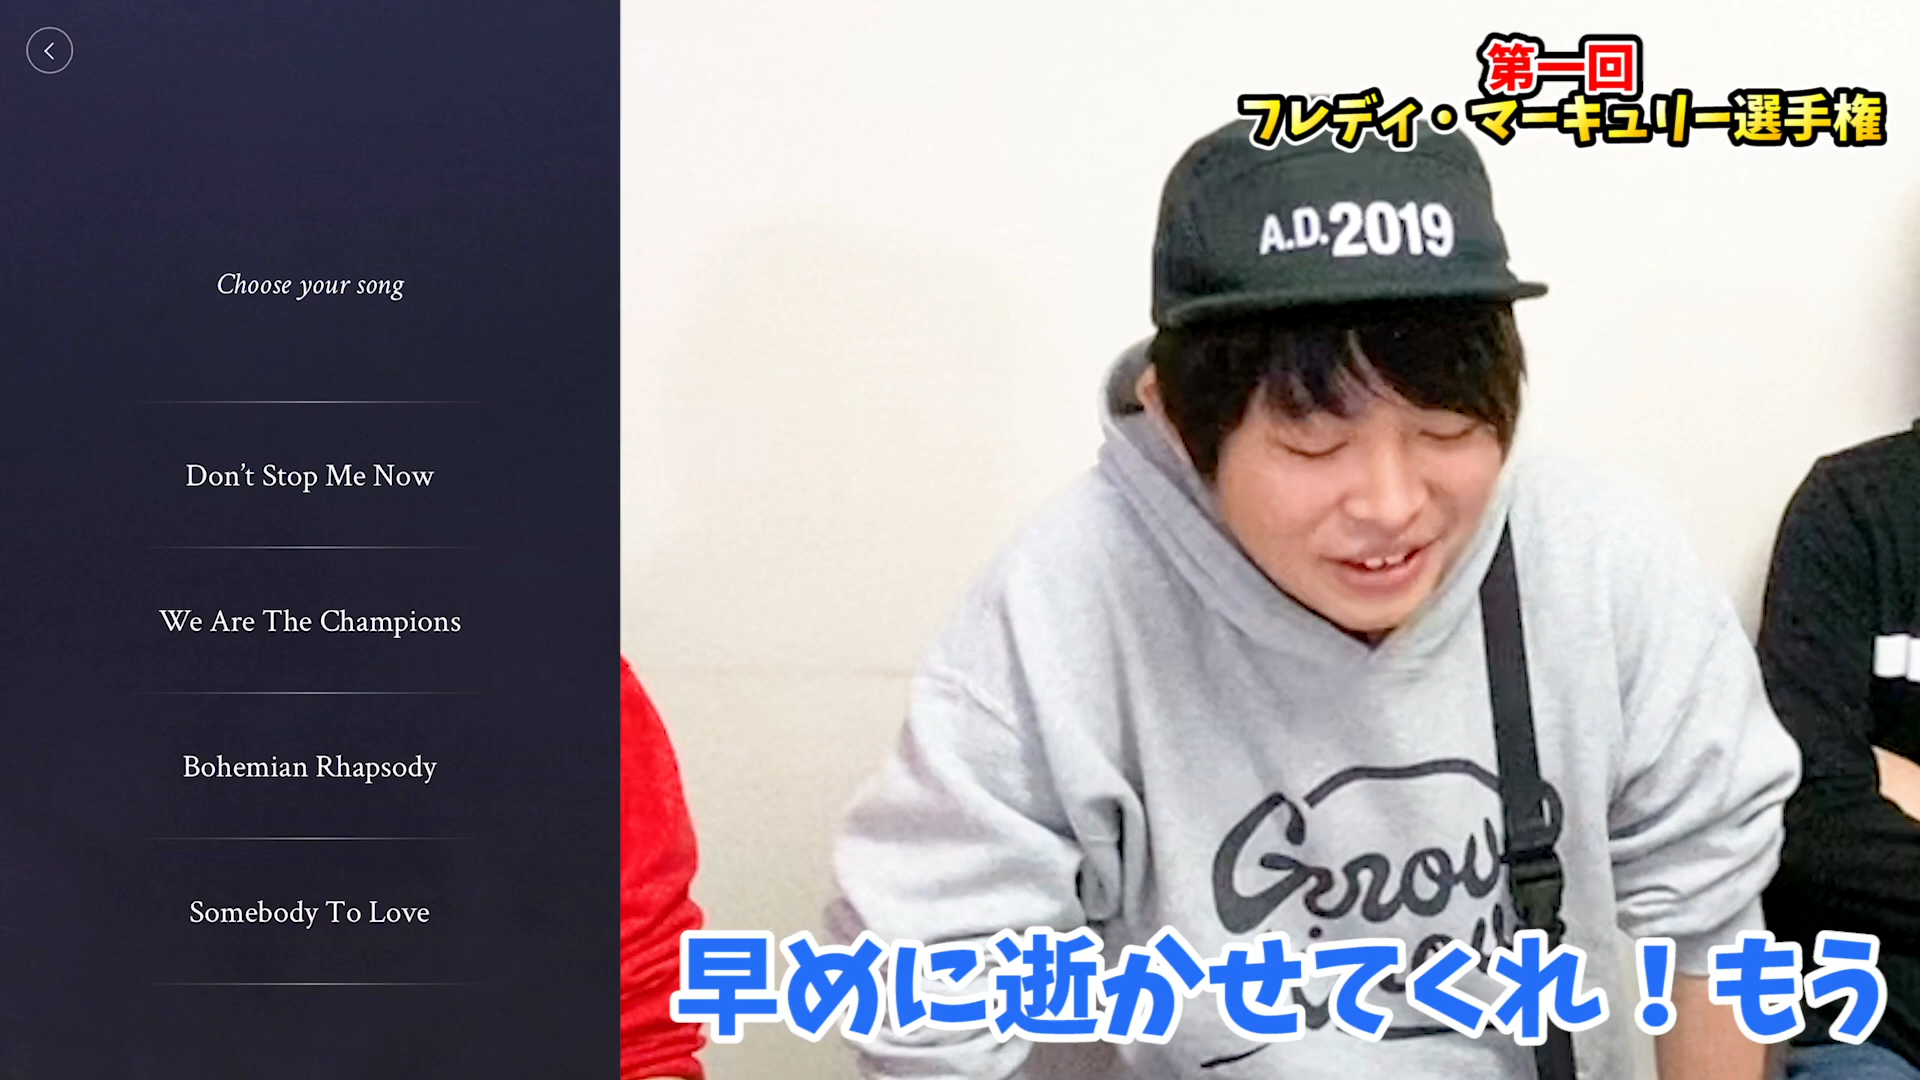 Choose your song
Don't Stop Me Now
We Are The Champions
Bohemian Rhapsody
Somebody To Love
第一回
フレディ・マーキュリー選手権
A.D.2019
早めに逝かせてくれ！もう